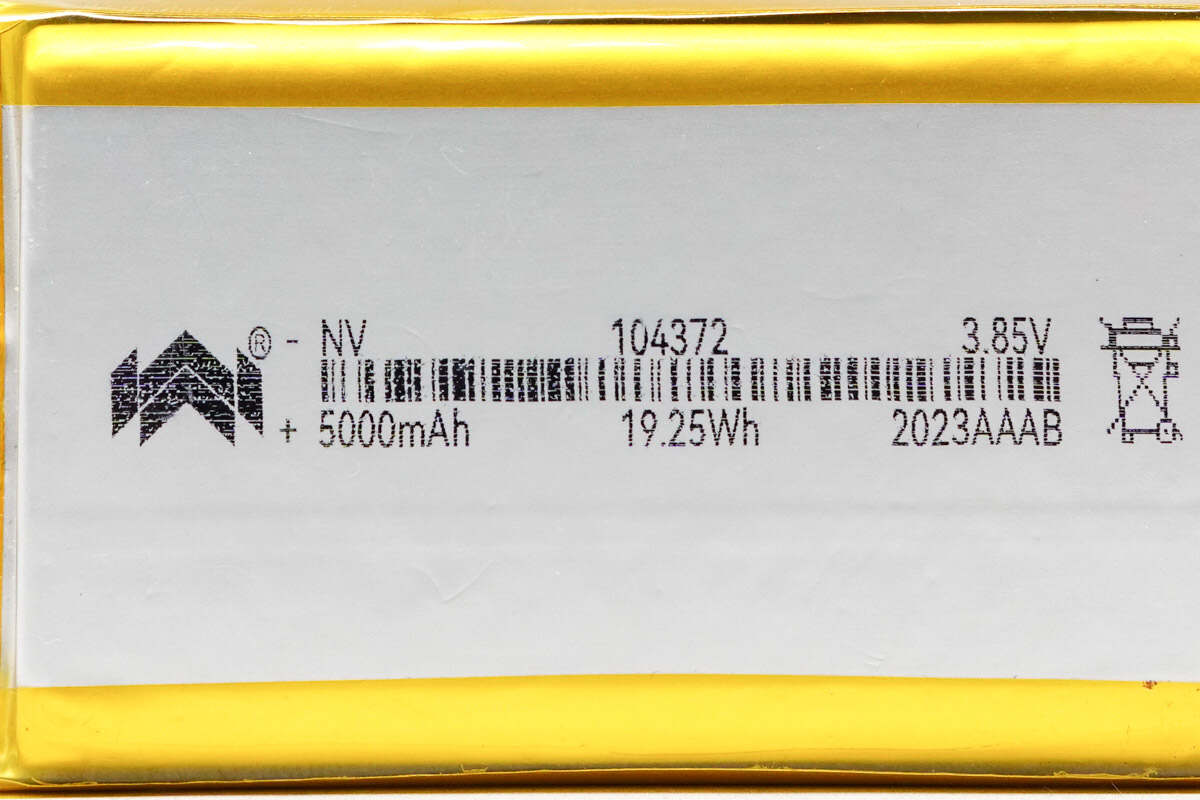 ® - NV 104372 3.85V
+ 5000mAh 19.25Wh 2023AAAB